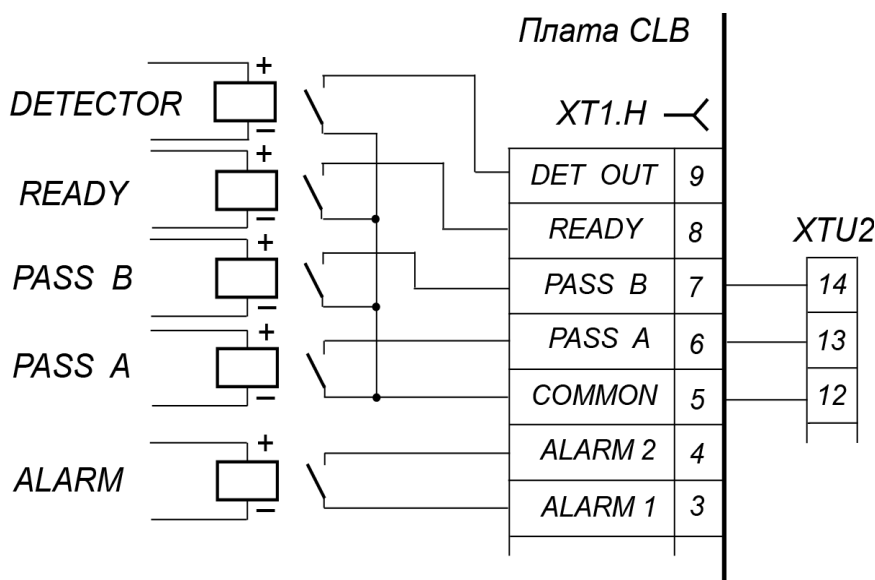 Плата CLB
+
DETECTOR
XT1.H
−
+
DET OUT 9
READY
READY 8
XTU2
−
+
PASS B
PASS B 7
14
−
+
PASS A 6
13
PASS A
COMMON 5
12
−
+
ALARM 2 4
ALARM
ALARM 1 3
−